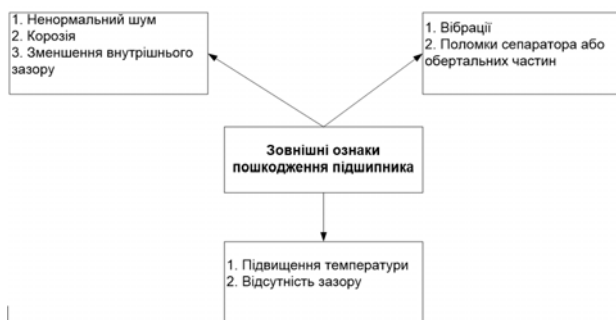 1. Ненормальний шум
2. Корозія
3. Зменшення внутрішнього
зазору
1. Вібрації
2. Поломки сепаратора або
обертальних частин
Зовнішні ознаки
пошкодження підшипника
1. Підвищення температури
2. Відсутність зазору